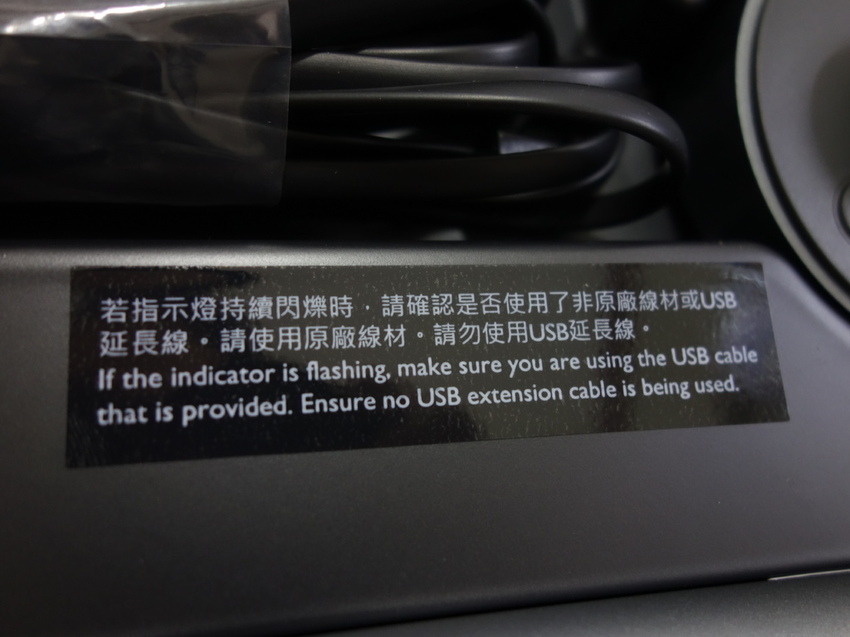 若指示燈持續閃爍時，請確認是否使用了非原廠線材或USB
延長線。請使用原廠線材。請勿使用USB延長線。
If the indicator is flashing, make sure you are using the USB cable
that is provided. Ensure no USB extension cable is being used.